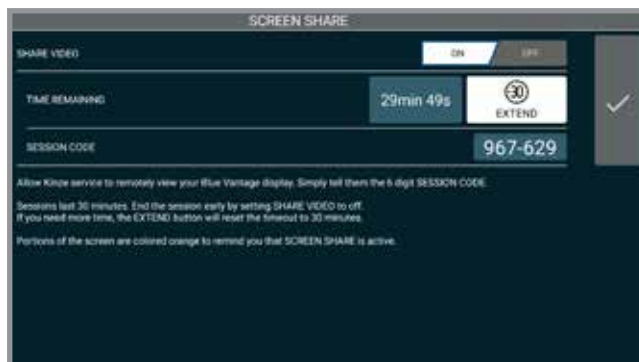 SCREEN SHARE
SHARE VIDEO
ON
OFF
TIME REMAINING
29min 49s
30
EXTEND
SESSION CODE
967-629
Allow Kinze service to remotely view your Blue Vantage display. Simply tell them the 6 digit SESSION CODE.
Sessions last 30 minutes. End the session early by setting SHARE VIDEO to off.
If you need more time, the EXTEND button will reset the timeout to 30 minutes.
Portions of the screen are colored orange to remind you that SCREEN SHARE is active.